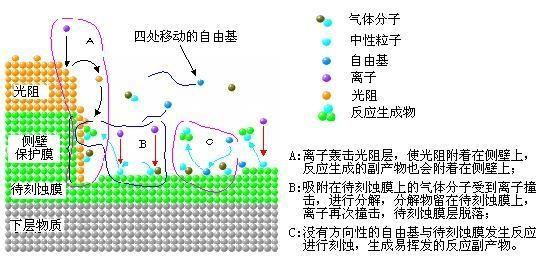 A
四处移动的自由基
气体分子
中性粒子
自由基
离子
光阻
反应生成物
光阻
侧壁
保护膜
B
C
待刻蚀膜
下层物质
A:离子轰击光阻层，使光阻附着在侧壁上，
反应生成的副产物也会附着在侧壁上；
B:吸附在待刻蚀膜上的气体分子受到离子撞
击，进行分解，分解物留在待刻蚀膜上，
离子再次撞击，待刻蚀膜层脱落；
C:没有方向性的自由基与待刻蚀膜发生反应
进行刻蚀，生成易挥发的反应副产物。